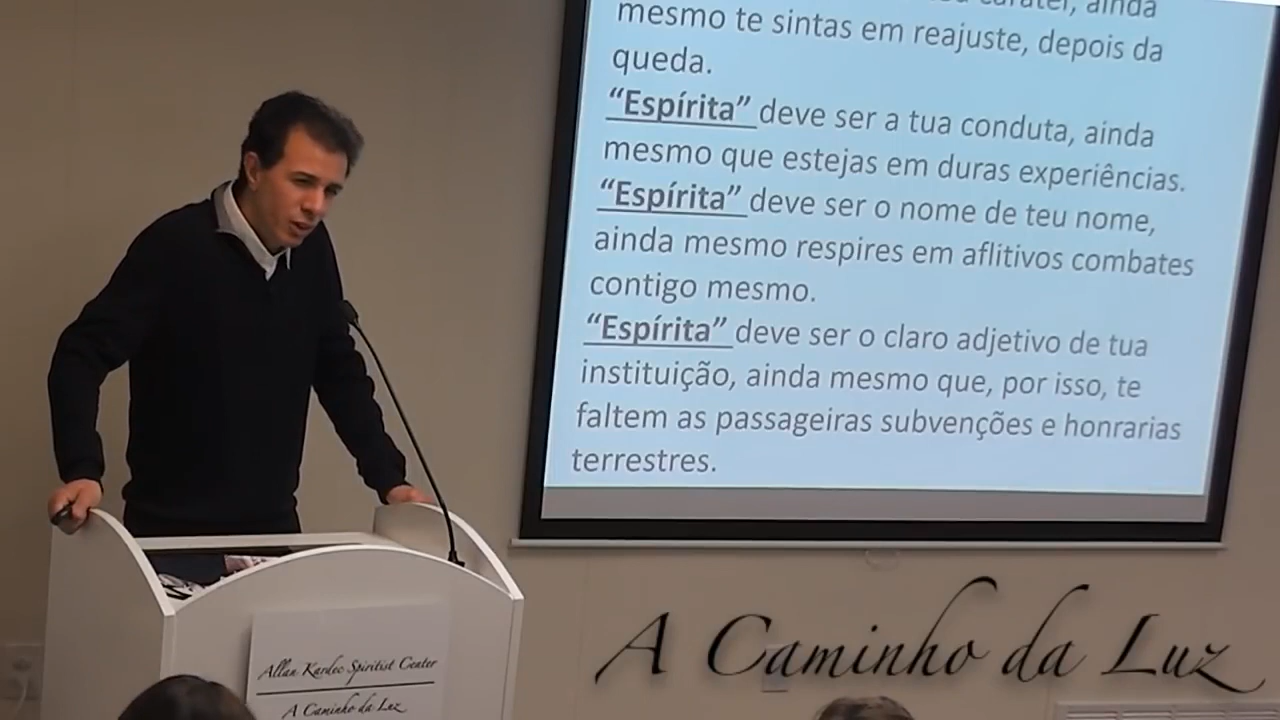 caráter, ainda
mesmo te sintas em reajuste, depois da
queda.
“Espírita” deve ser a tua conduta, ainda
mesmo que estejas em duras experiências.
“Espírita” deve ser o nome de teu nome,
ainda mesmo respires em aflitivos combates
contigo mesmo.
“Espírita” deve ser o claro adjetivo de tua
instituição, ainda mesmo que, por isso, te
faltem as passageiras subvenções e honrarias
terrestres.
A Caminho da Luz
Allan Kardec Spiritist Center
A Caminho da Luz